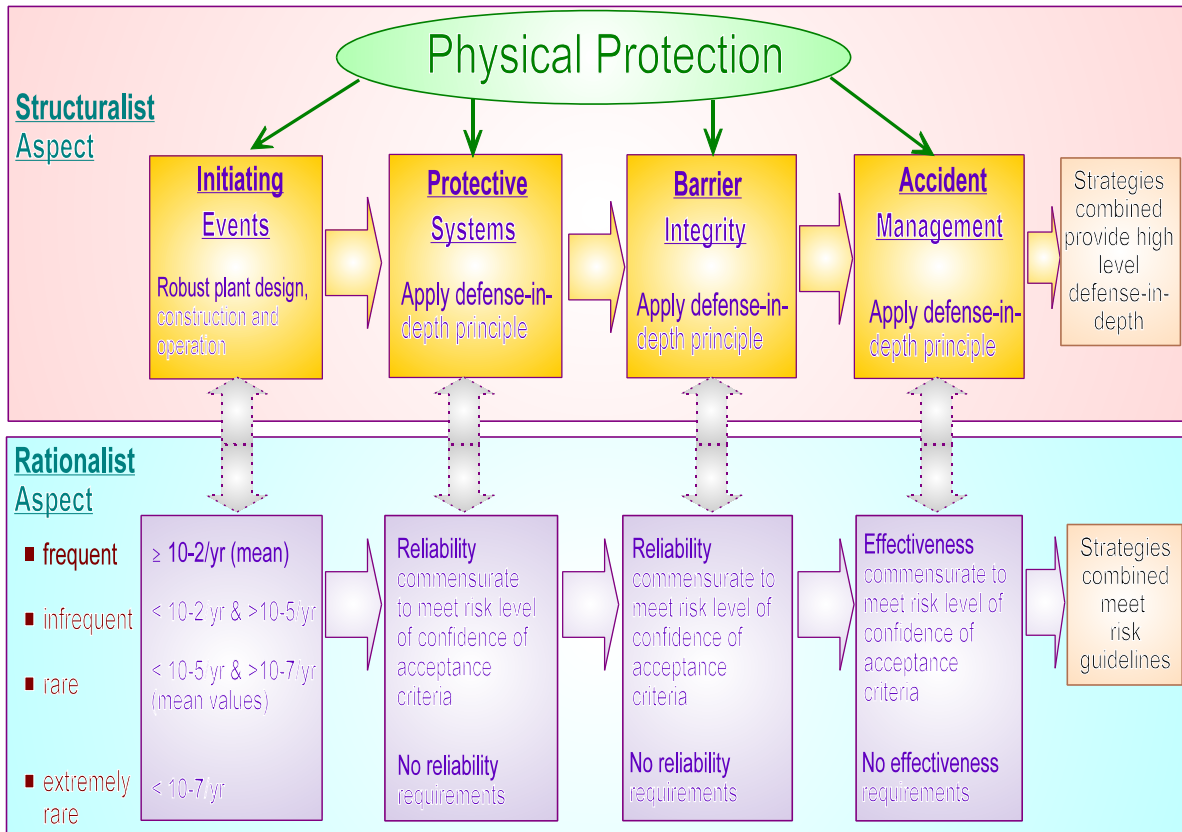 Physical Protection
Structuralist
Aspect
Initiating
Events
Robust plant design,
construction and
operation
Protective
Systems
Apply defense-in-
depth principle
Barrier
Integrity
Apply defense-in-
depth principle
Accident
Management
Apply defense-in-
depth principle
Strategies
combined
provide high
level
defense-in-
depth
Rationalist
Aspect
frequent
infrequent
rare
extremely
rare
≥ 10-2/yr (mean)
< 10-2 yr & >10-5/yr
< 10-5 yr & >10-7/yr
(mean values)
< 10-7/yr
Reliability
commensurate
to meet risk level
of confidence of
acceptance
criteria
No reliability
requirements
Reliability
commensurate to
meet risk level of
confidence of
acceptance
criteria
No reliability
requirements
Effectiveness
commensurate to
meet risk level of
confidence of
acceptance
criteria
No effectiveness
requirements
Strategies
combined
meet
risk
guidelines